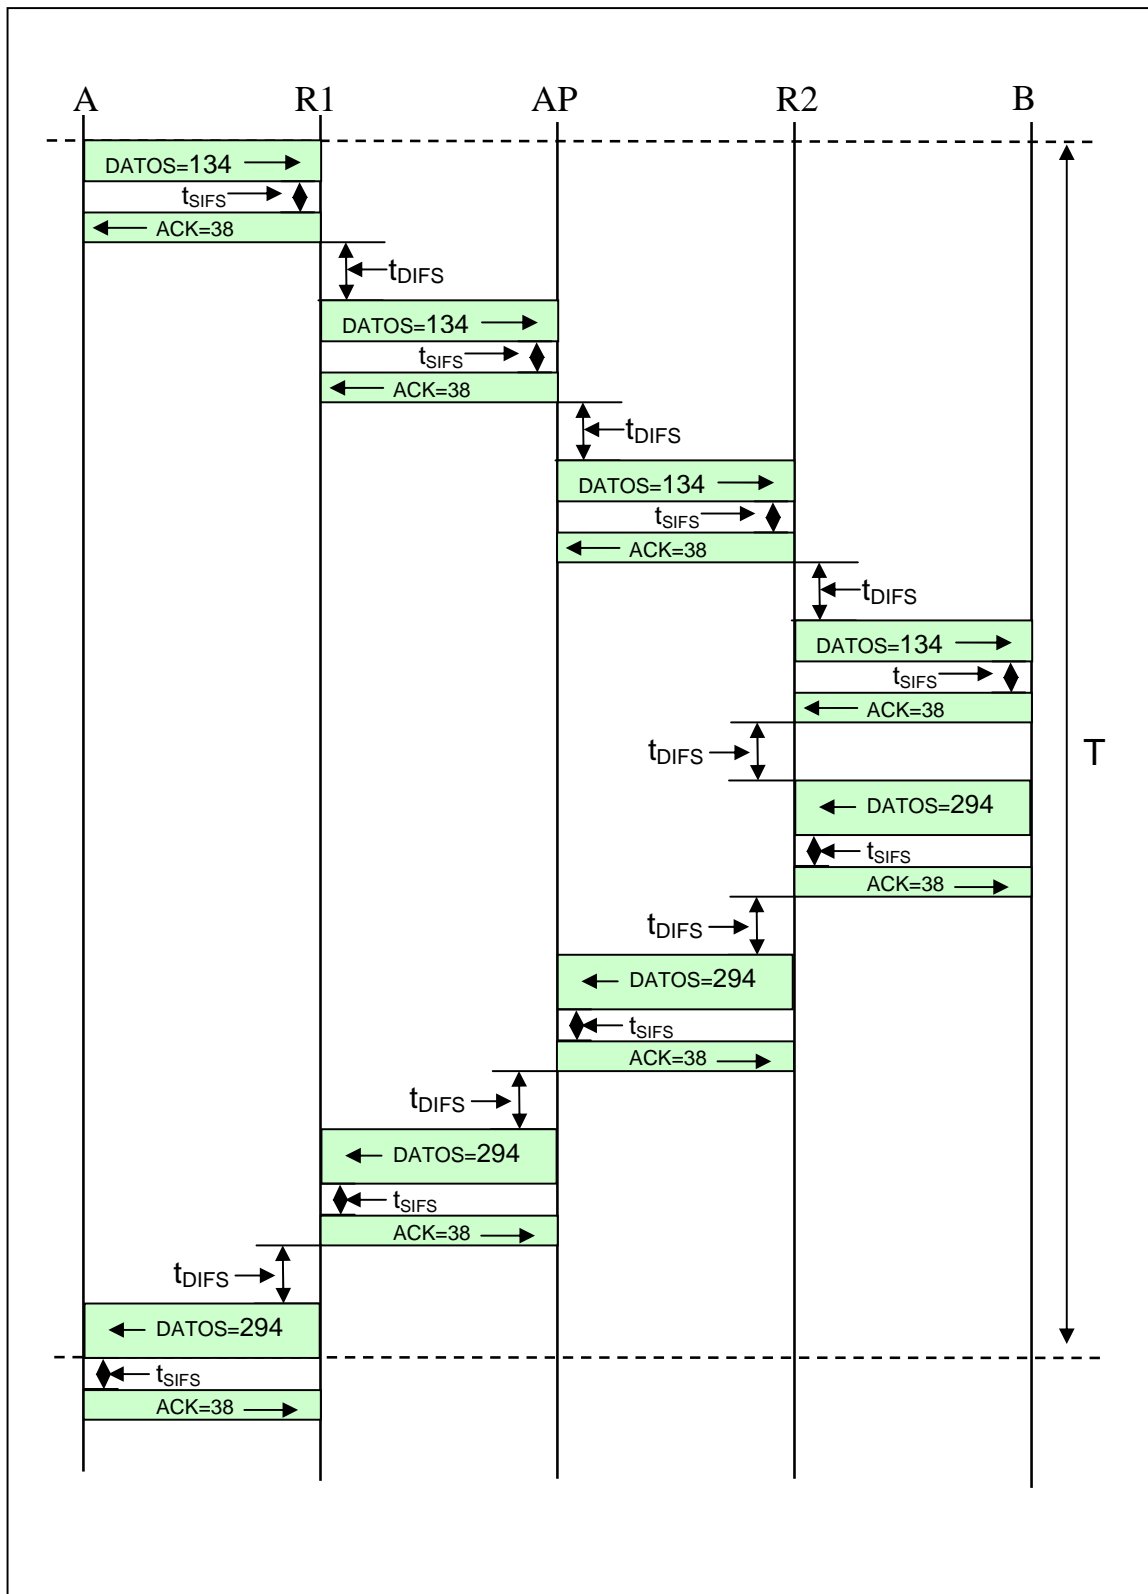 A R1 AP R2 B
DATOS=134
tSIFS
ACK=38
tDIFS
DATOS=134
tSIFS
ACK=38
tDIFS
DATOS=134
tSIFS
ACK=38
tDIFS
DATOS=134
tSIFS
ACK=38
tDIFS
T
DATOS=294
tSIFS
ACK=38
tDIFS
DATOS=294
tSIFS
ACK=38
tDIFS
DATOS=294
tSIFS
ACK=38
tDIFS
DATOS=294
tSIFS
ACK=38